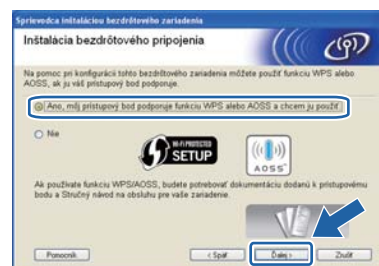 Sprievodca inštaláciou bezdrôtového zariadenia
Inštalácia bezdrôtového pripojenia
Na pomoc pri konfigurácii tohto bezdrôtového zariadenia môžete použiť funkciu WPS alebo
AOSS, ak ju váš prístupový bod podporuje.
Áno, môj prístupový bod podporuje funkciu WPS alebo AOSS a chcem ju použiť
Nie
WI-FI PROTECTED
SETUP
AOSS
Ak používate funkciu WPS/AOSS, budete potrebovať dokumentáciu dodanú k prístupovému
bodu a Stručný návod na obsluhu pre vaše zariadenie.
Pomocník
< Späť
Ďalej >
Zrušiť